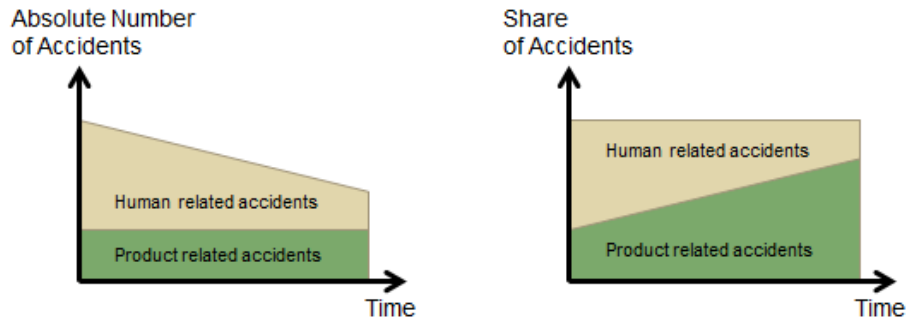 Absolute Number
of Accidents
Human related accidents
Product related accidents
Time
Share
of Accidents
Human related accidents
Product related accidents
Time